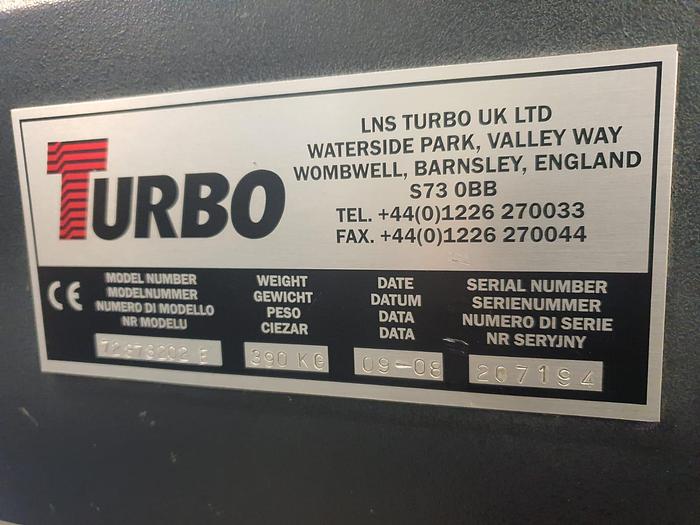 TURBO
LNS TURBO UK LTD
WATERSIDE PARK, VALLEY WAY
WOMBWELL, BARNSLEY, ENGLAND
S73 0BB
TEL. +44(0)1226 270033
FAX. +44(0)1226 270044
CE
MODEL NUMBER
MODELNUMMER
NUMERO DI MODELLO
NR MODELU
WEIGHT
GEWICHT
PESO
CIEZAR
390 KG
DATE
DATUM
DATA
DATA
09-08
SERIAL NUMBER
SERIENUMMER
NUMERO DI SERIE
NR SERYJNY
207194